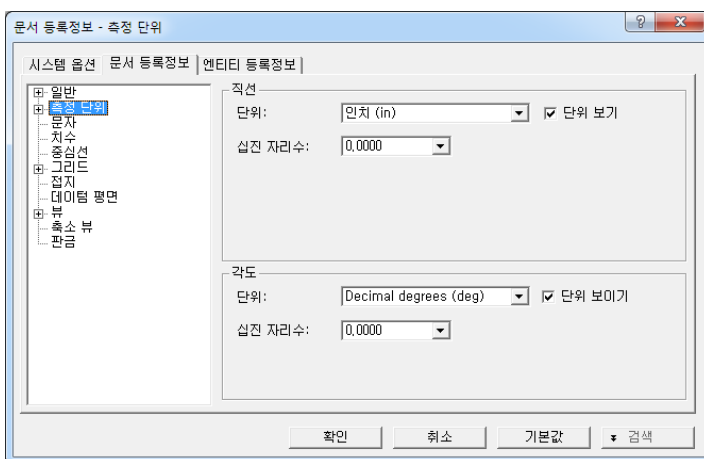 문서 등록정보 - 측정 단위
시스템 옵션 문서 등록정보 엔티티 등록정보
일반
측정 단위
문자
치수
중심선
그리드
접지
데이텀 평면
뷰
축소 뷰
판금
직선
단위: 인치 (in) 단위 보기
십진 자리수: 0,0000
각도
단위: Decimal degrees (deg) 단위 보이기
십진 자리수: 0,0000
확인 취소 기본값 검색